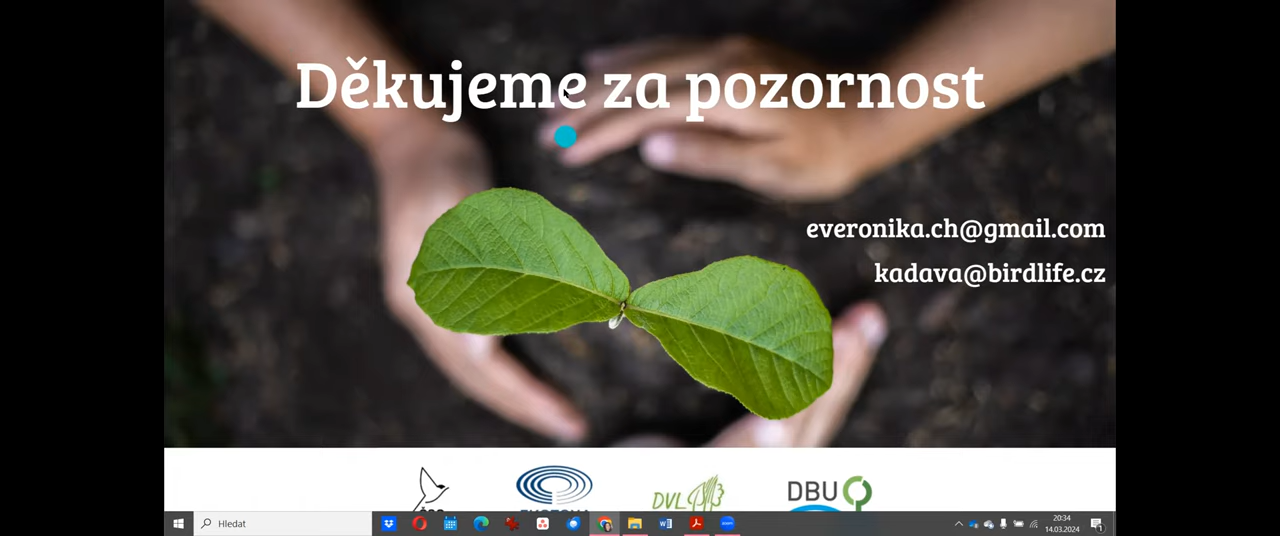 Děkujeme za pozornost
everonika.ch@gmail.com
kadava@birdlife.cz
DVL
DBU
Hledat
20:34
14.03.2024